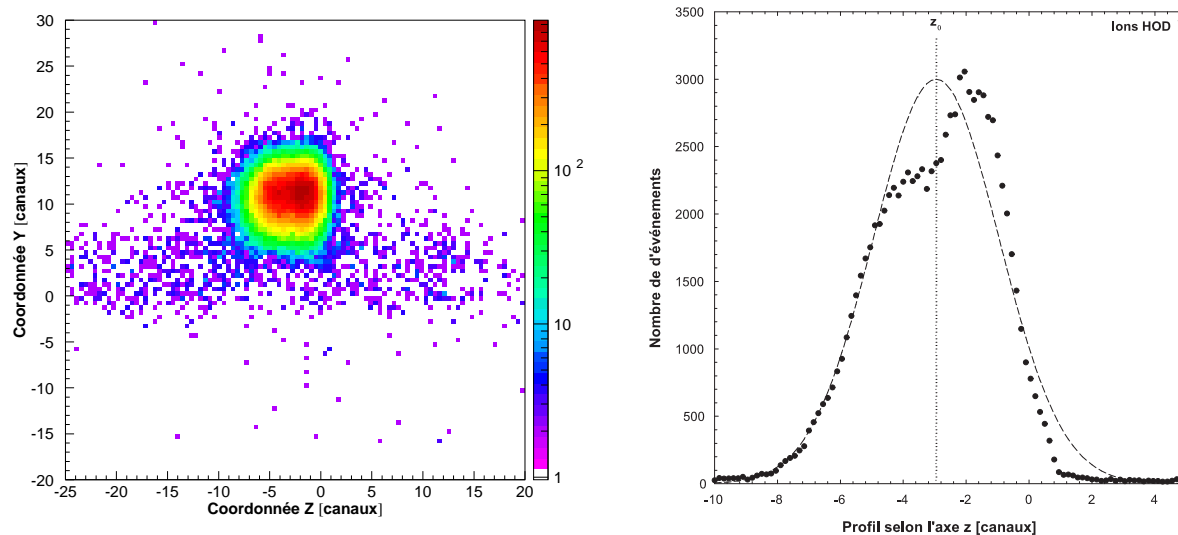 30
25
20
15
10
5
0
-5
-10
-15
-20
-25 -20 -15 -10 -5 0 5 10 15 20
Coordonnée Y [canaux]
Coordonnée Z [canaux]
10 2
10
1
3500
3000
2500
2000
1500
1000
500
0
-10 -8 -6 -4 -2 0 2 4
z0
Ions HOD
Nombre de d'événements
Profil selon l'axe z [canaux]